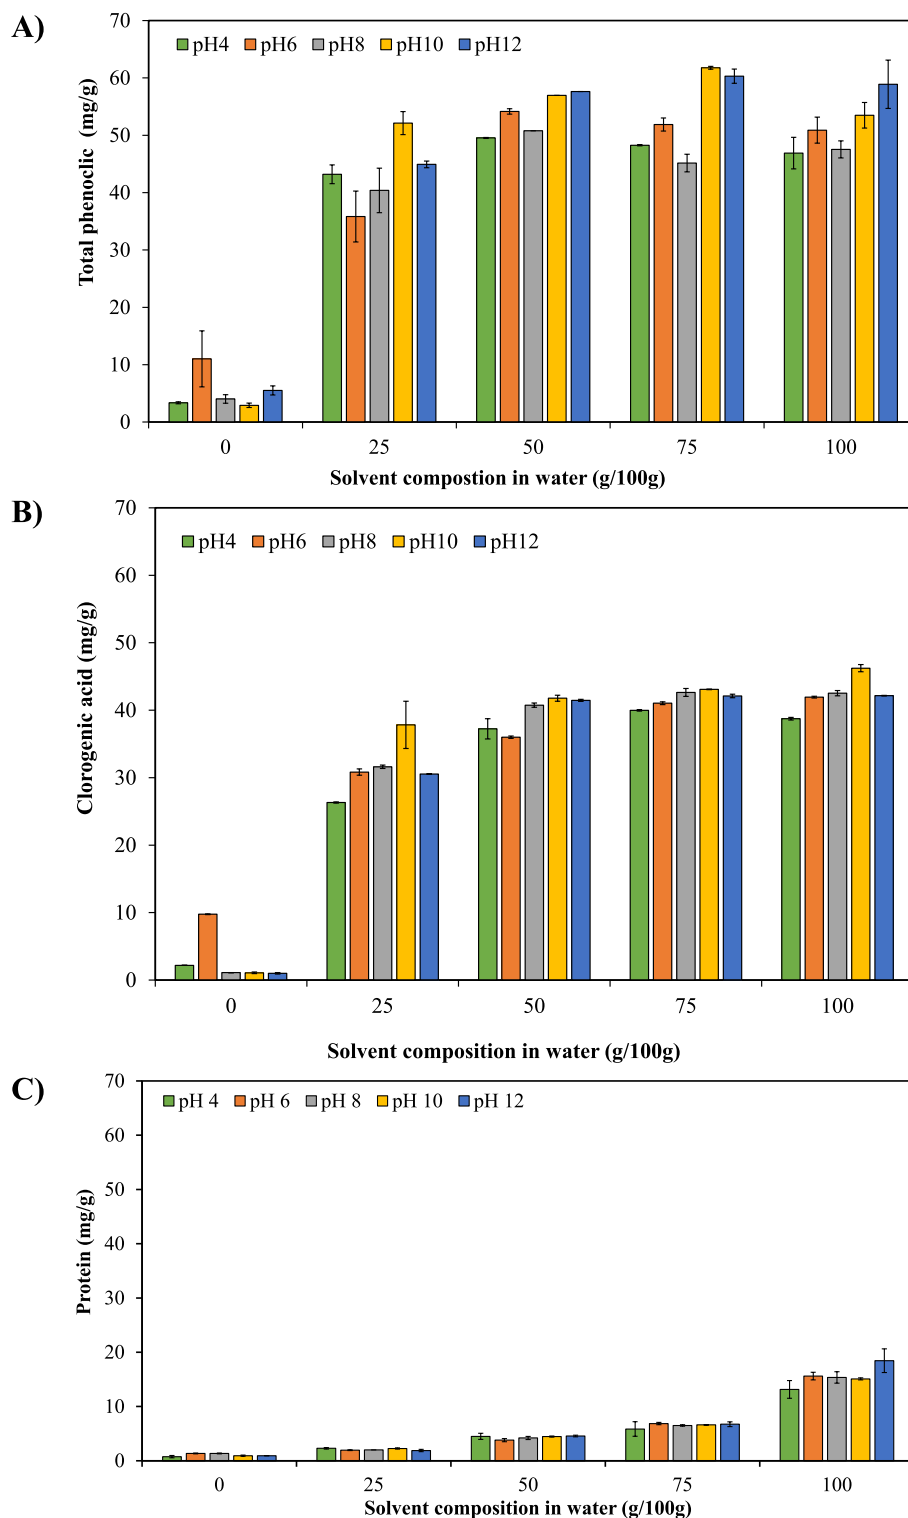 A)
70
60
50
40
30
20
10
0
Total phenoclic (mg/g)
pH4 pH6 pH8 pH10 pH12
0 25 50 75 100
Solvent compostion in water (g/100g)
B)
70
60
50
40
30
20
10
0
Clorogenic acid (mg/g)
pH4 pH6 pH8 pH10 pH12
0 25 50 75 100
Solvent composition in water (g/100g)
C)
70
60
50
40
30
20
10
0
Protein (mg/g)
pH 4 pH 6 pH 8 pH 10 pH 12
0 25 50 75 100
Solvent composition in water (g/100g)